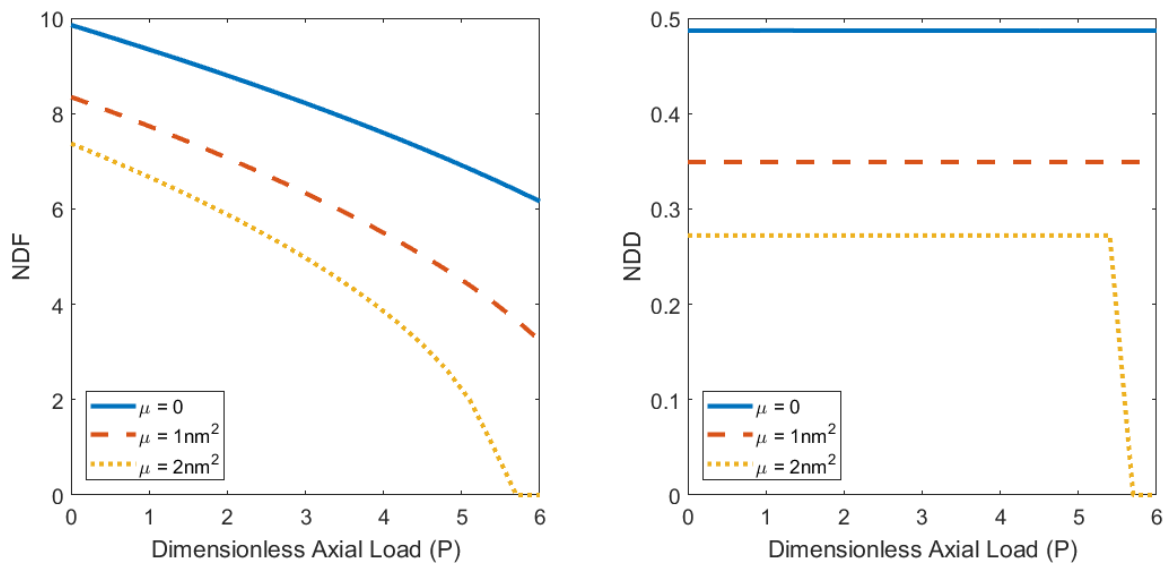 10
8
6
4
2
0
NDF
μ = 0
μ = 1nm²
μ = 2nm²
0 1 2 3 4 5 6
Dimensionless Axial Load (P)
0.5
0.4
0.3
0.2
0.1
0
NDD
μ = 0
μ = 1nm²
μ = 2nm²
0 1 2 3 4 5 6
Dimensionless Axial Load (P)